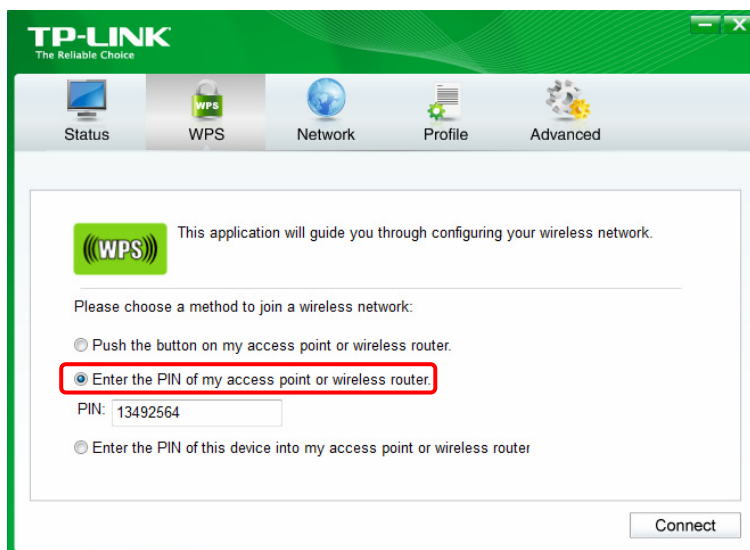 TP-LINK
The Reliable Choice
Status WPS Network Profile Advanced
WPS
This application will guide you through configuring your wireless network.
(((WPS)))
Please choose a method to join a wireless network:
Push the button on my access point or wireless router.
Enter the PIN of my access point or wireless router.
PIN: 13492564
Enter the PIN of this device into my access point or wireless router
Connect